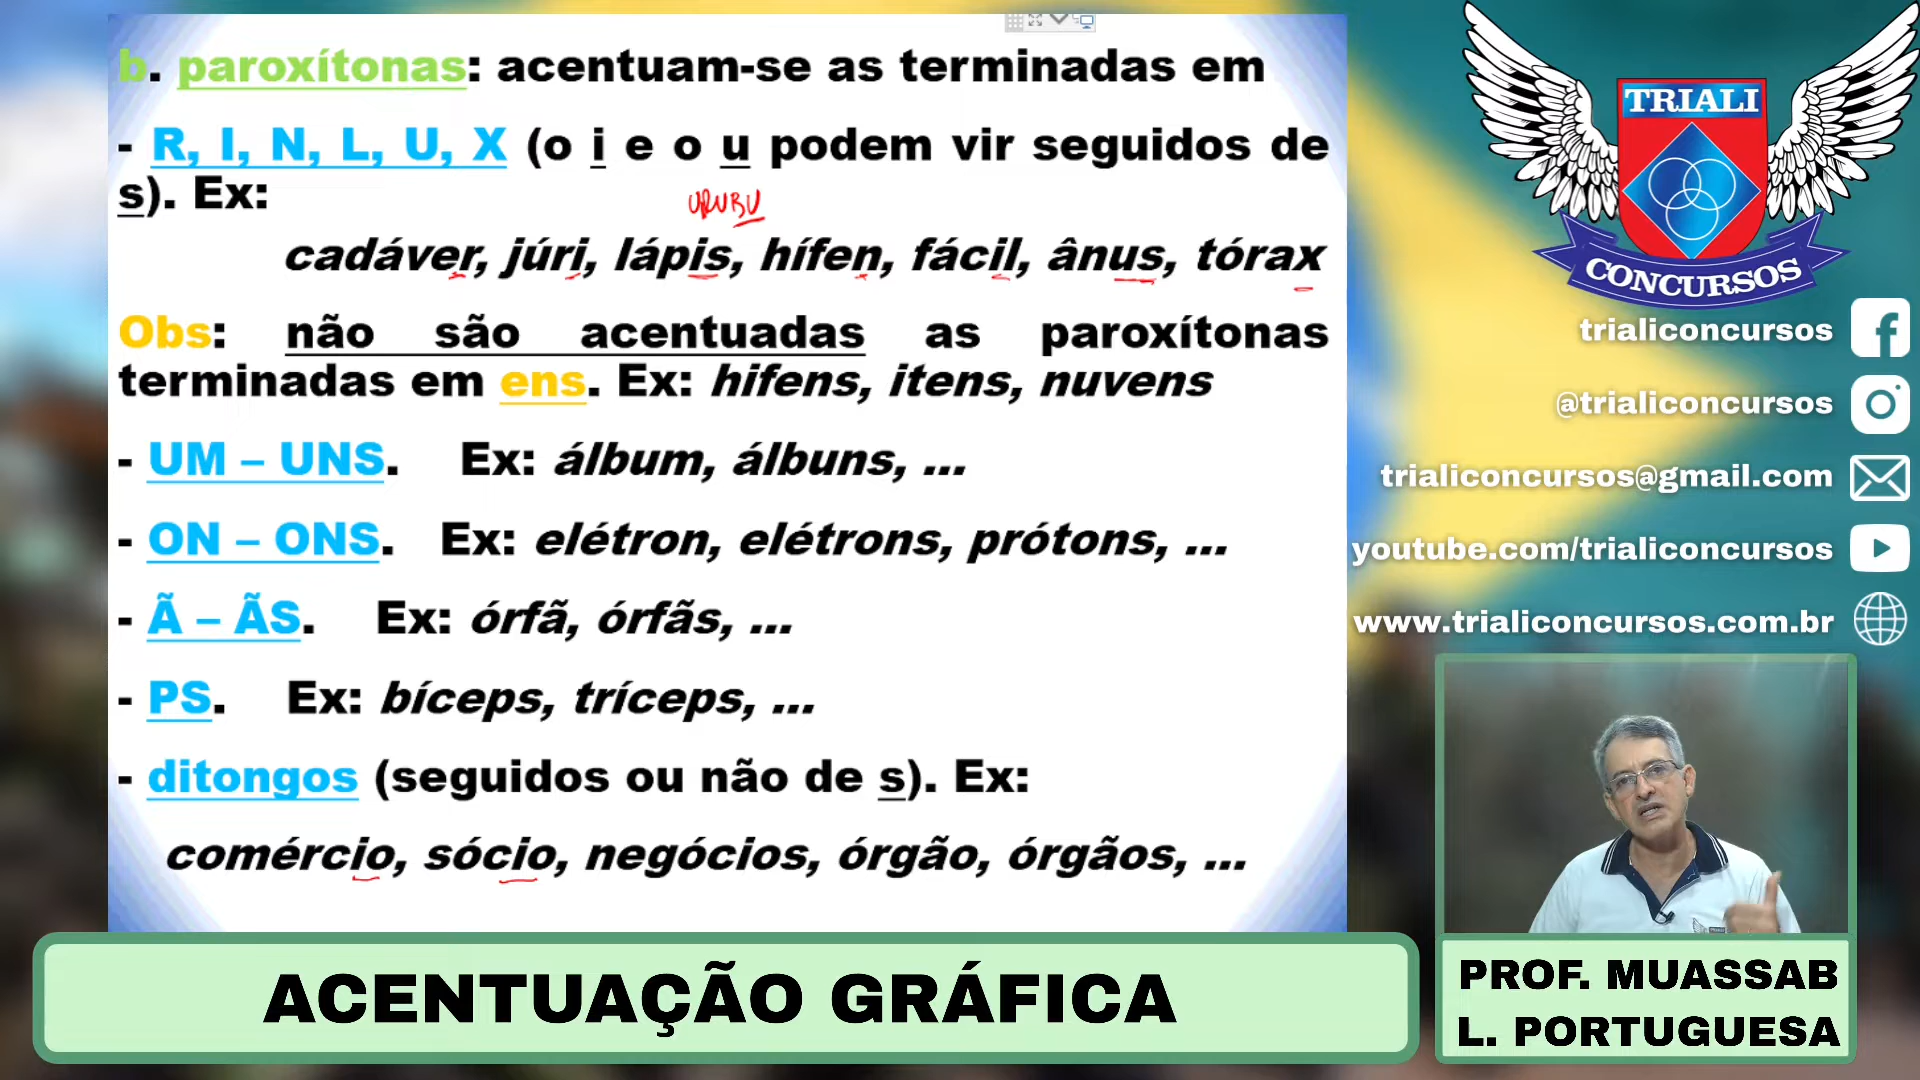 b. paroxítonas: acentuam-se as terminadas em
- R, I, N, L, U, X (o i e o u podem vir seguidos de
s). Ex:
URUBU
cadáver, júri, lápis, hífen, fácil, ânus, tórax
Obs: não são acentuadas as paroxítonas
terminadas em ens. Ex: hifens, itens, nuvens
- UM – UNS. Ex: álbum, álbuns, ...
- ON – ONS. Ex: elétron, elétrons, prótons, ...
- Ã – ÃS. Ex: órfã, órfãs, ...
- PS. Ex: bíceps, tríceps, ...
- ditongos (seguidos ou não de s). Ex:
comércio, sócio, negócios, órgão, órgãos, ...
TRIALI
CONCURSOS
trialiconcursos
@trialiconcursos
trialiconcursos@gmail.com
youtube.com/trialiconcursos
www.trialiconcursos.com.br
ACENTUAÇÃO GRÁFICA
PROF. MUASSAB
L. PORTUGUESA